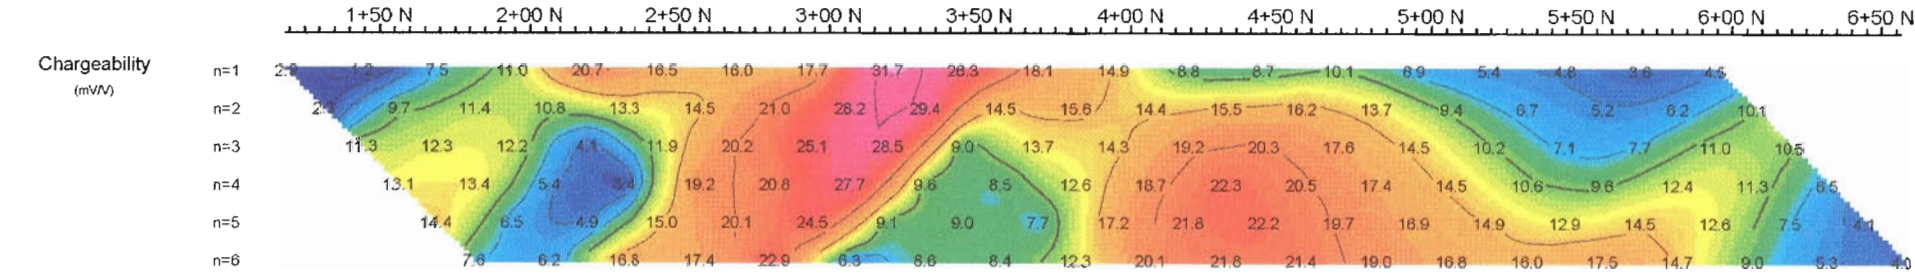 1+50 N 2+00 N 2+50 N 3+00 N 3+50 N 4+00 N 4+50 N 5+00 N 5+50 N 6+00 N 6+50 N
Chargeability
(mV/V)
n=1 1.2 7.5 11.0 20.7 16.5 16.0 17.7 31.7 28.3 18.1 14.9 8.8 8.7 10.1 6.9 5.4 4.8 3.6 4.5
n=2 9.7 11.4 10.8 13.3 14.5 21.0 28.2 29.4 14.5 15.6 14.4 15.5 16.2 13.7 9.4 6.7 5.2 6.2 10.1
n=3 11.3 12.3 12.2 4.1 11.9 20.2 25.1 28.5 9.0 13.7 14.3 19.2 20.3 17.6 14.5 10.2 7.1 7.7 11.0 10.5
n=4 13.1 13.4 5.4 19.2 20.8 27.7 9.6 8.5 12.6 18.7 22.3 20.5 17.4 14.5 10.6 9.6 12.4 11.3 6.5
n=5 14.4 6.5 4.9 15.0 20.1 24.5 9.1 9.0 7.7 17.2 21.8 22.2 19.7 16.9 14.9 12.9 14.5 12.6 7.5 4.1
n=6 7.6 6.2 16.8 17.4 22.9 6.3 8.6 8.4 12.3 20.1 21.8 21.4 19.0 16.8 16.0 17.5 14.7 9.0 5.3